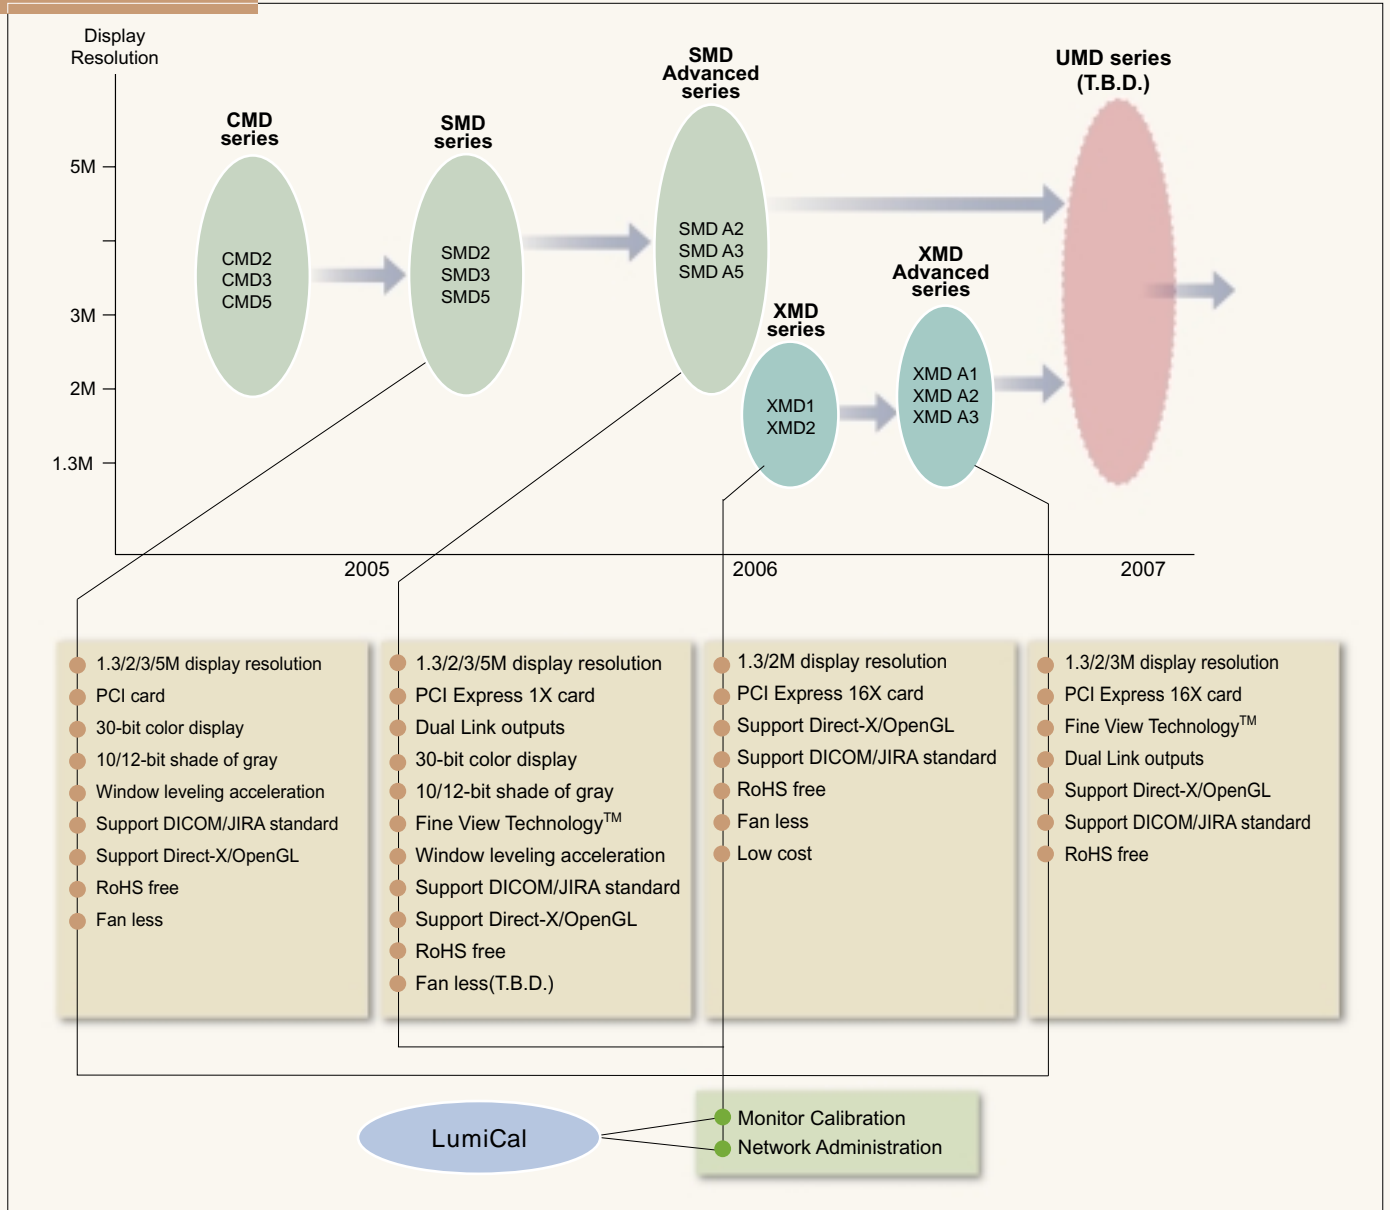 Display
Resolution
5M
3M
2M
1.3M
CMD
series
CMD2
CMD3
CMD5
SMD
series
SMD2
SMD3
SMD5
SMD
Advanced
series
SMD A2
SMD A3
SMD A5
XMD
series
XMD1
XMD2
XMD
Advanced
series
XMD A1
XMD A2
XMD A3
UMD series
(T.B.D.)
2005
2006
2007
1.3/2/3/5M display resolution
PCI card
30-bit color display
10/12-bit shade of gray
Window leveling acceleration
Support DICOM/JIRA standard
Support Direct-X/OpenGL
RoHS free
Fan less
1.3/2/3/5M display resolution
PCI Express 1X card
Dual Link outputs
30-bit color display
10/12-bit shade of gray
Fine View Technology™
Window leveling acceleration
Support DICOM/JIRA standard
Support Direct-X/OpenGL
RoHS free
Fan less(T.B.D.)
1.3/2M display resolution
PCI Express 16X card
Support Direct-X/OpenGL
Support DICOM/JIRA standard
RoHS free
Fan less
Low cost
1.3/2/3M display resolution
PCI Express 16X card
Fine View Technology™
Dual Link outputs
Support Direct-X/OpenGL
Support DICOM/JIRA standard
RoHS free
LumiCal
Monitor Calibration
Network Administration